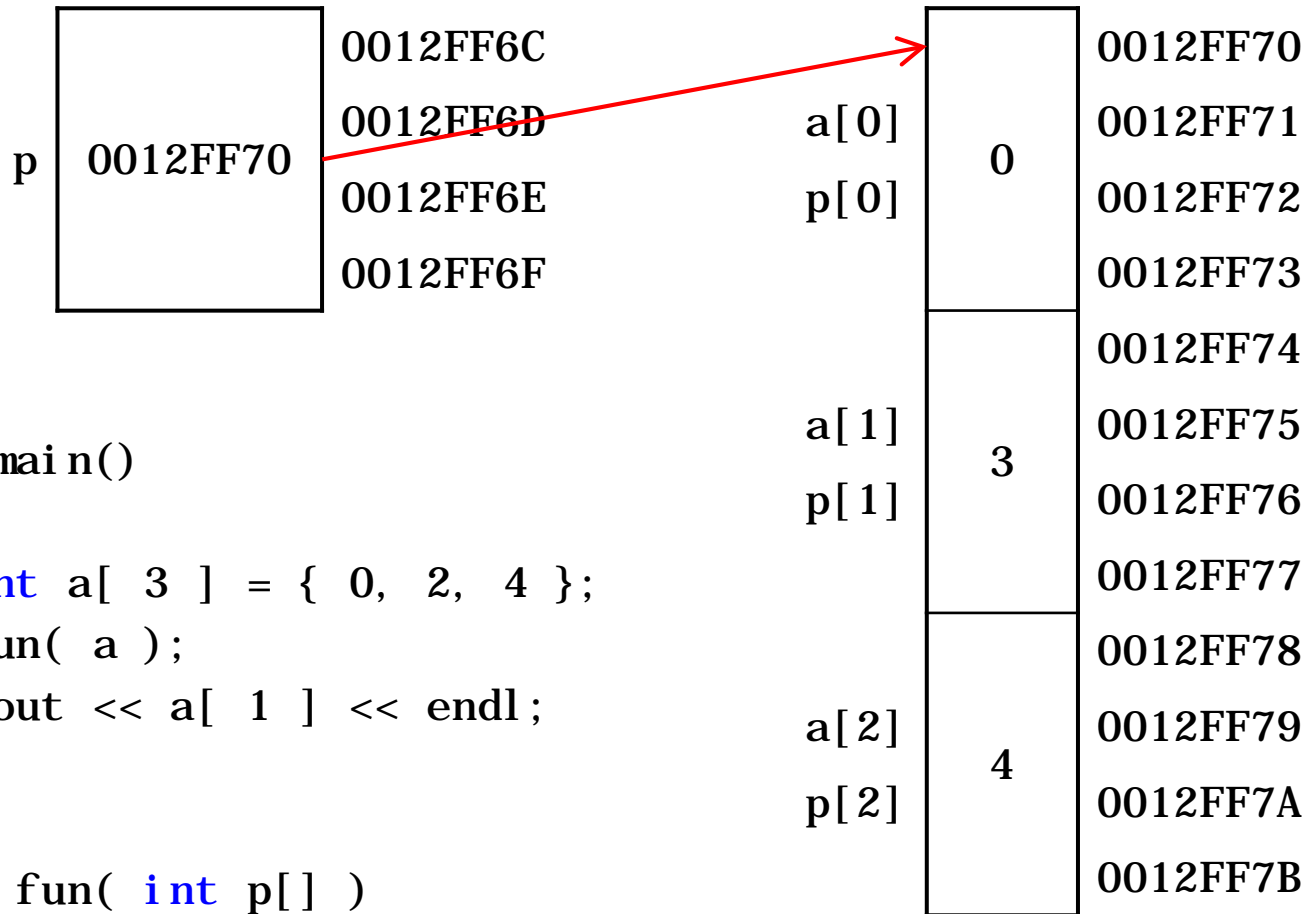 0012FF6C
0012FF6D
p 0012FF70
0012FF6E
0012FF6F
a[0]
p[0]
0
0012FF70
0012FF71
0012FF72
0012FF73
a[1]
p[1]
3
0012FF74
0012FF75
0012FF76
0012FF77
a[2]
p[2]
4
0012FF78
0012FF79
0012FF7A
0012FF7B
main()
nt a[ 3 ] = { 0, 2, 4 };
un( a );
out << a[ 1 ] << endl;
fun( int p[] )